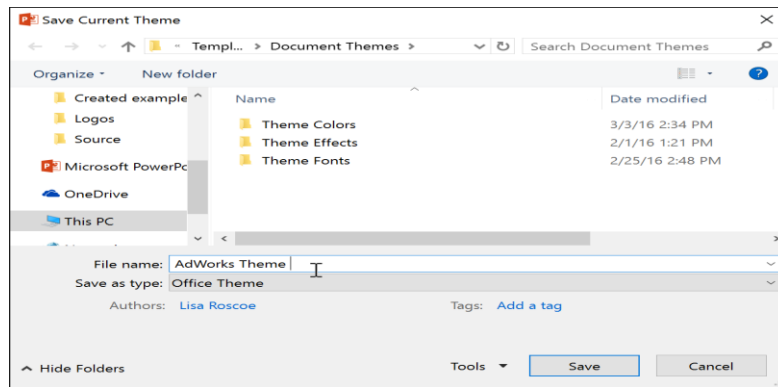 Save Current Theme
Templ... > Document Themes > Search Document Themes
Organize New folder
Created example Name Date modified
Logos Theme Colors 3/3/16 2:34 PM
Source Theme Effects 2/1/16 1:21 PM
Microsoft PowerPo Theme Fonts 2/25/16 2:48 PM
OneDrive
This PC
File name: AdWorks Theme
Save as type: Office Theme
Authors: Lisa Roscoe Tags: Add a tag
Hide Folders Tools Save Cancel